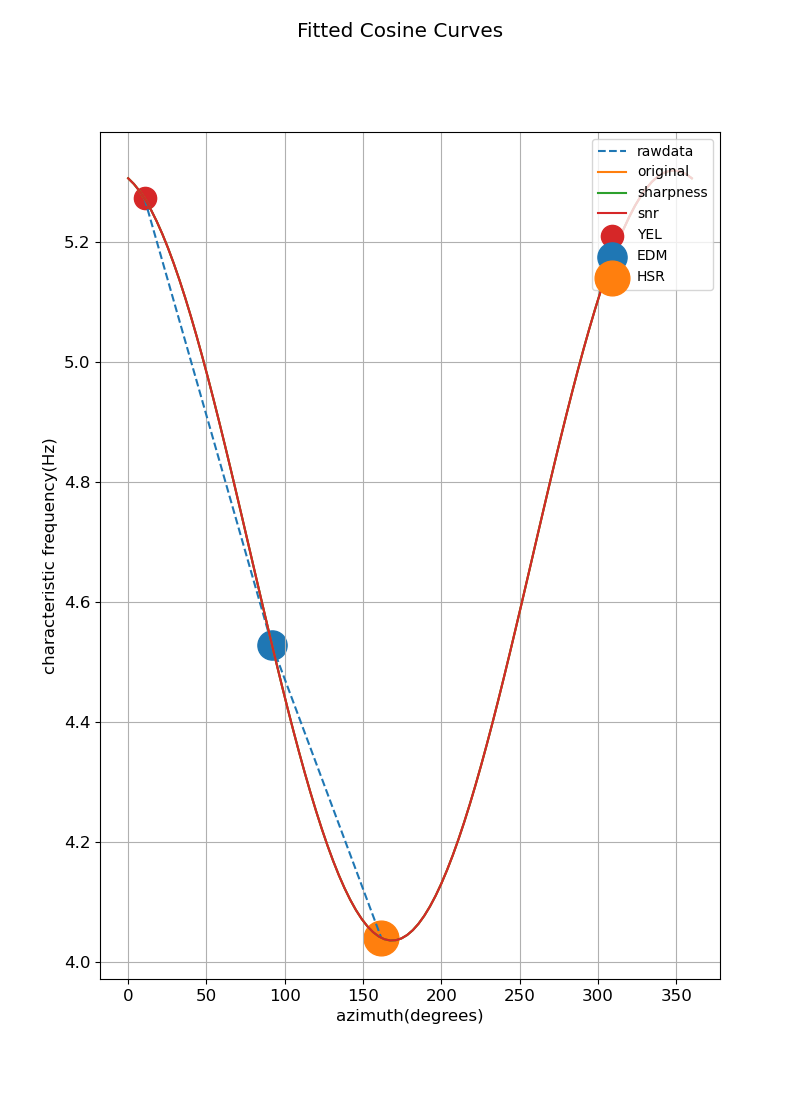 Fitted Cosine Curves
rawdata
original
sharpness
snr
YEL
EDM
HSR
5.2
5.0
4.8
4.6
4.4
4.2
4.0
characteristic frequency(Hz)
0 50 100 150 200 250 300 350
azimuth(degrees)